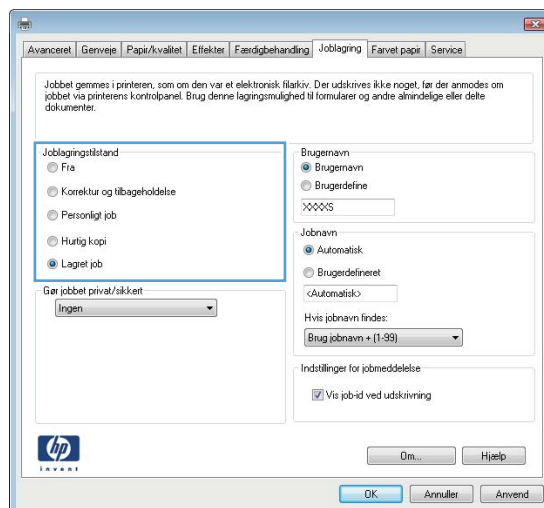 Avanceret Genveje Papir/kvalitet Effekter Færdigbehandling Joblagring Farvet papir Service
Jobbet gemmes i printeren, som om den var et elektronisk filarkiv. Der udskrives ikke noget, før der anmodes om
jobbet via printerens kontrolpanel. Brug denne lagringsmulighed til formularer og andre almindelige eller delte
dokumenter.
Joblagringstilstand
Fra
Korrektur og tilbageholdelse
Personligt job
Hurtig kopi
Lagret job
Gør jobbet privat/sikkert
Ingen
Brugernavn
Brugernavn
Brugerdefine
XXXXS
Jobnavn
Automatisk
Brugerdefineret
<Automatisk>
Hvis jobnavn findes:
Brug jobnavn + (1-99)
Indstillinger for jobmeddelelse
Vis job-id ved udskrivning
hp
invent
Om... Hjælp
OK Annuller Anvend